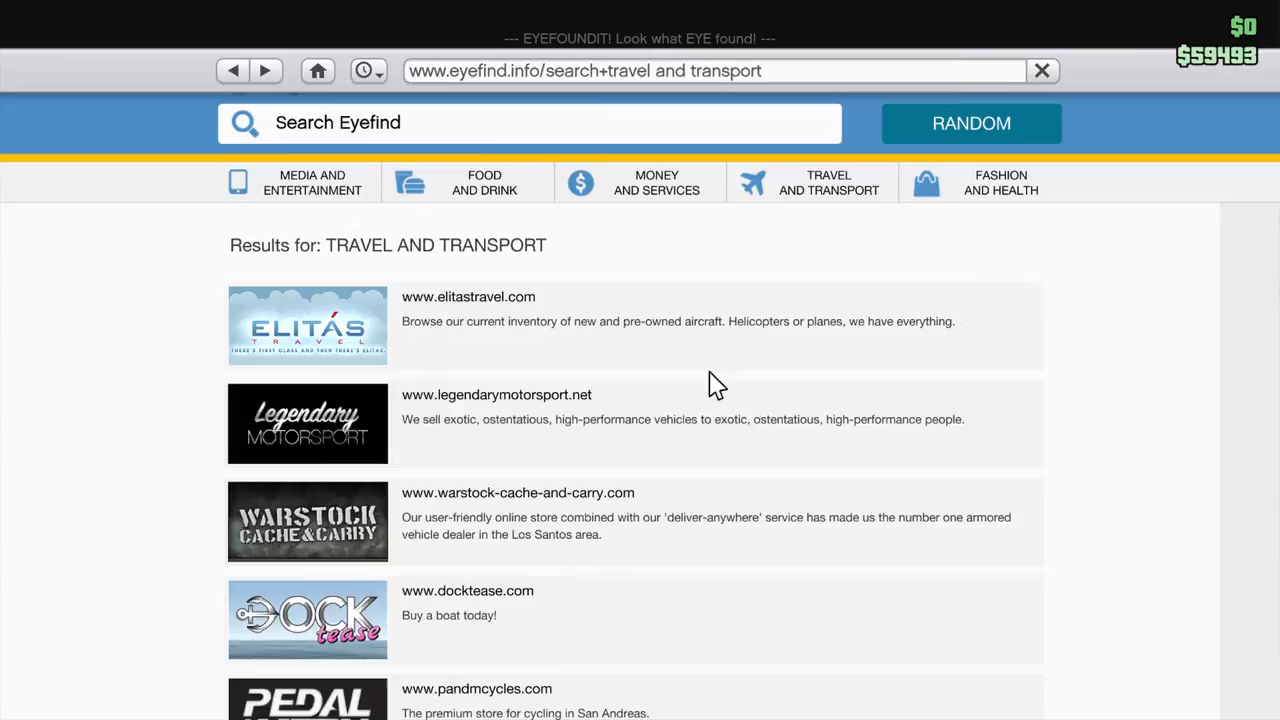 $0
--- EYEFOUNDIT! Look what EYE found! ---
$59493
www.eyefind.info/search+travel and transport
Search Eyefind
RANDOM
MEDIA AND
ENTERTAINMENT
FOOD
AND DRINK
MONEY
AND SERVICES
TRAVEL
AND TRANSPORT
FASHION
AND HEALTH
Results for: TRAVEL AND TRANSPORT
ELITÁS
TRAVEL
THERE'S FIRST CLASS AND THEN THERE'S ELITAS.
www.elitastravel.com
Browse our current inventory of new and pre-owned aircraft. Helicopters or planes, we have everything.
Legendary
MOTORSPORT
www.legendarymotorsport.net
We sell exotic, ostentatious, high-performance vehicles to exotic, ostentatious, high-performance people.
WARSTOCK
CACHE&CARRY
www.warstock-cache-and-carry.com
Our user-friendly online store combined with our 'deliver-anywhere' service has made us the number one armored
vehicle dealer in the Los Santos area.
DOCK
tease
www.docktease.com
Buy a boat today!
PEDAL
www.pandmcycles.com
The premium store for cycling in San Andreas.